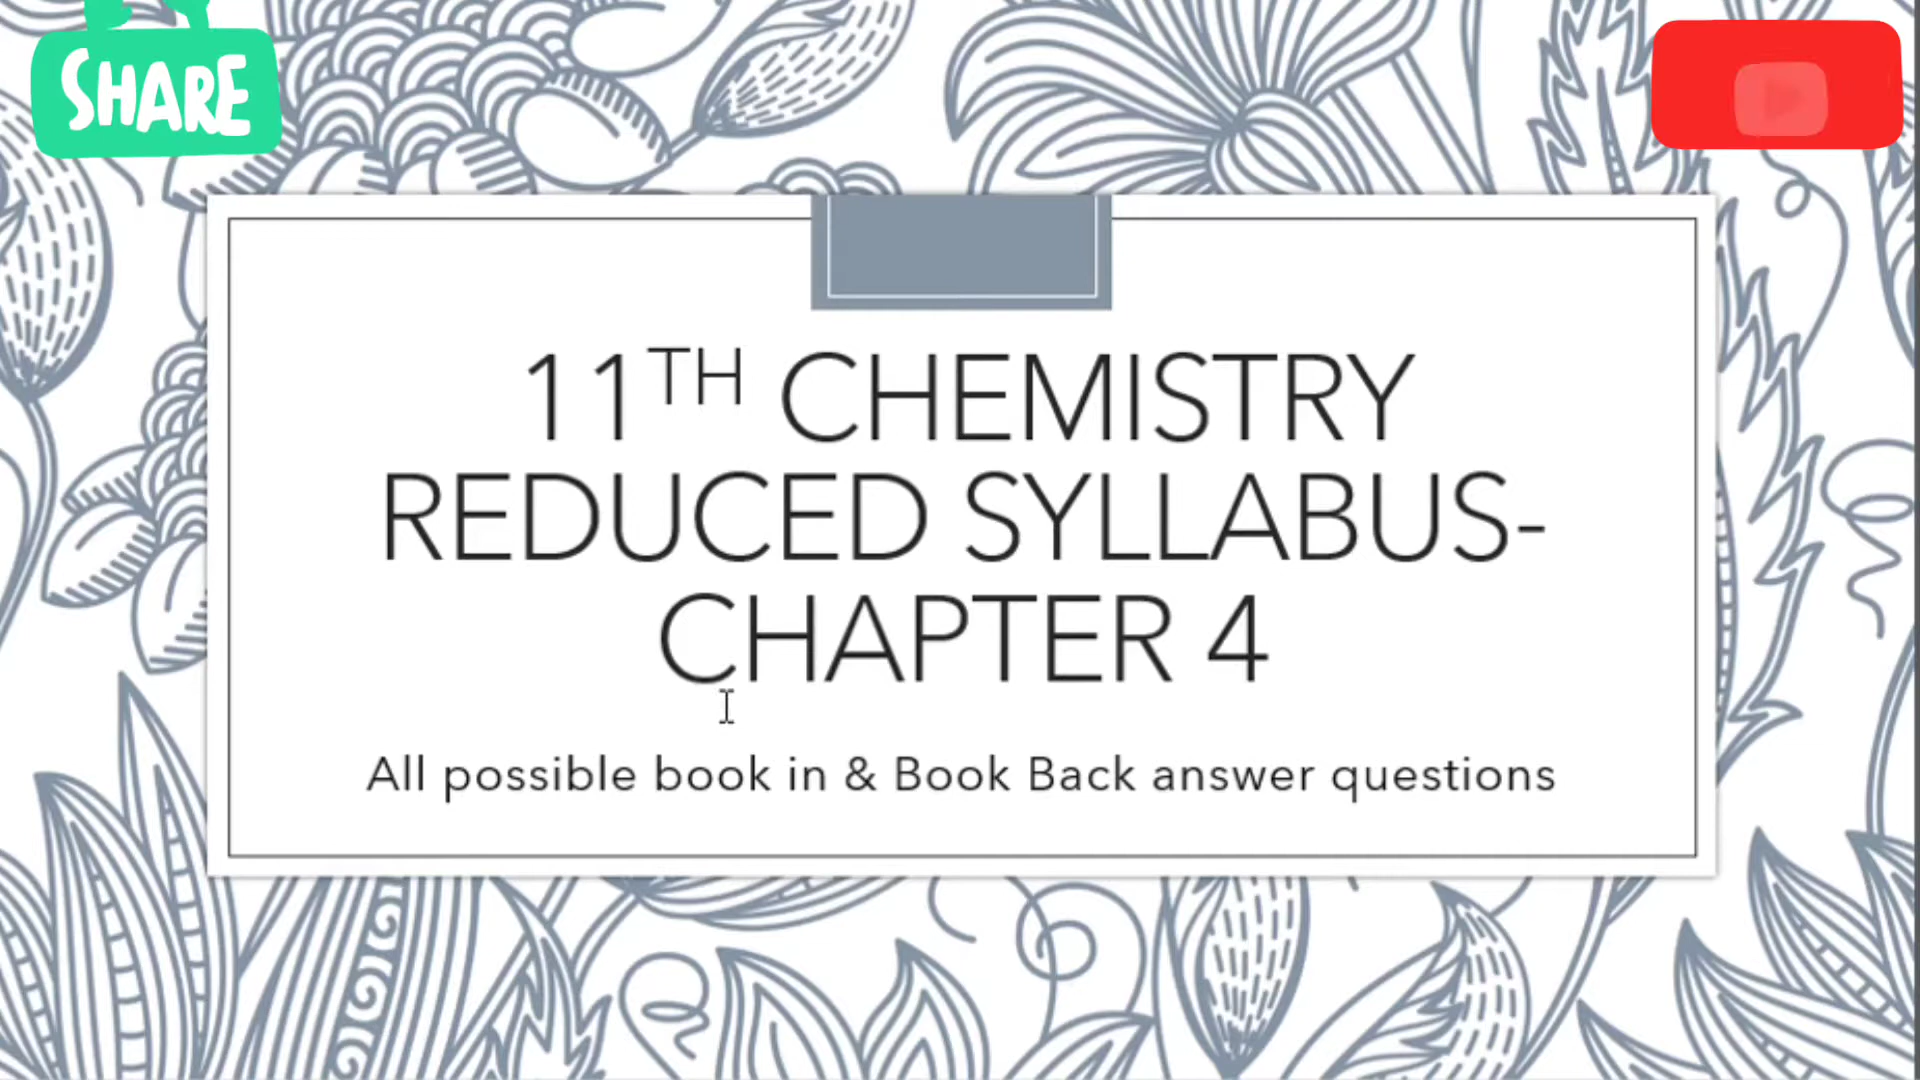 SHARE
11TH CHEMISTRY
REDUCED SYLLABUS-
CHAPTER 4
All possible book in & Book Back answer questions